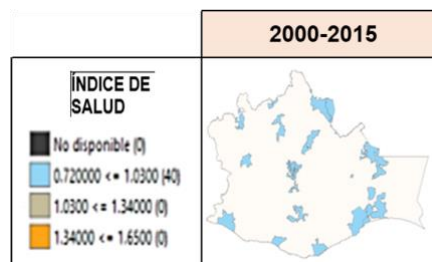 2000-2015
ÍNDICE DE
SALUD
No disponible (0)
0.720000 <= 1.0300 (40)
1.0300 <= 1.34000 (0)
1.34000 <= 1.6500 (0)